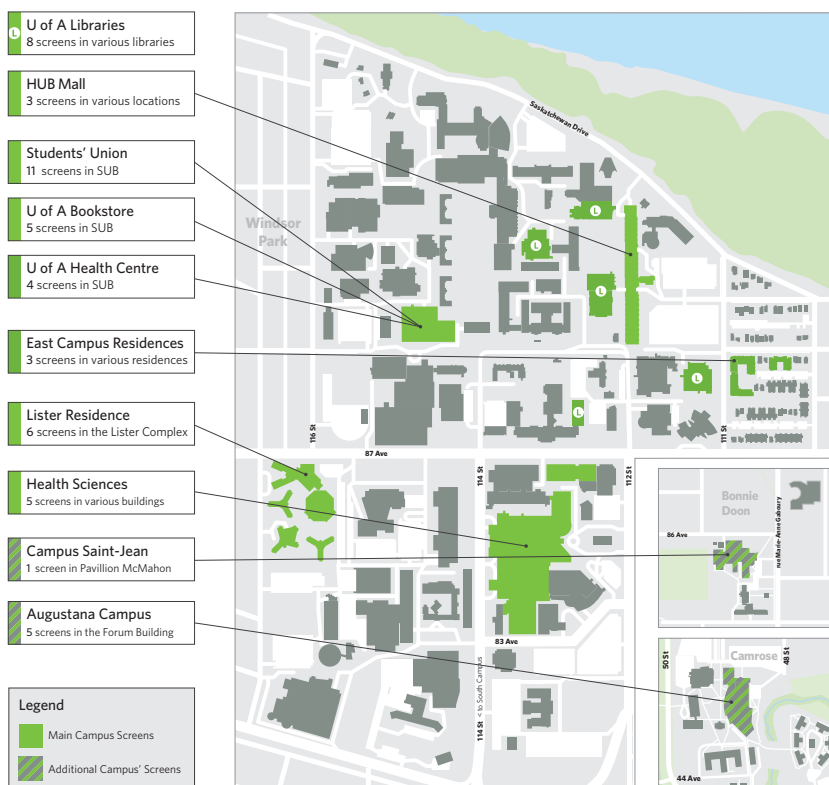 U of A Libraries
L
8 screens in various libraries
HUB Mall
3 screens in various locations
Students' Union
11 screens in SUB
U of A Bookstore
5 screens in SUB
U of A Health Centre
4 screens in SUB
East Campus Residences
3 screens in various residences
Lister Residence
6 screens in the Lister Complex
Health Sciences
5 screens in various buildings
Campus Saint-Jean
1 screen in Pavillion McMahon
Augustana Campus
5 screens in the Forum Building
Legend
Main Campus Screens
Additional Campus' Screens
Saskatchewan Drive
Windsor
Park
L
L
L
L
L
116 St
87 Ave
114 St
112 St
111 St
83 Ave
114 St < to South Campus
Bonnie
Doon
86 Ave
rue Marie-Anne Gaboury
Camrose
50 St
48 St
44 Ave